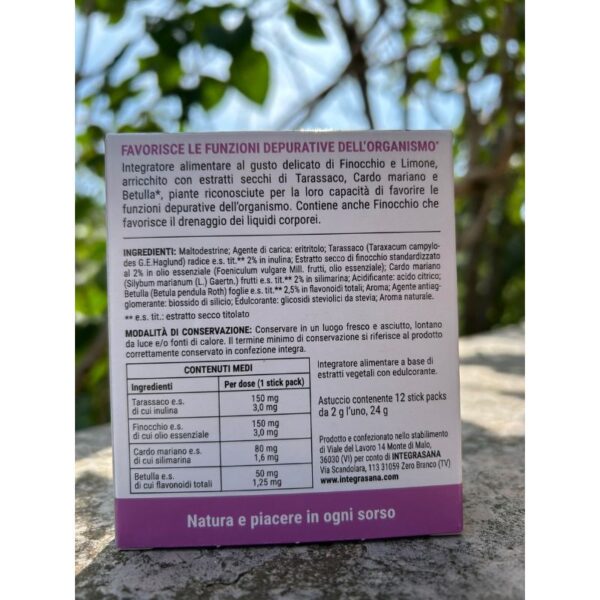 FAVORISCE LE FUNZIONI DEPURATIVE DELL'ORGANISMO*
Integratore alimentare al gusto delicato di Finocchio e Limone,
arricchito con estratti secchi di Tarassaco, Cardo mariano e
Betulla*, piante riconosciute per la loro capacità di favorire le
funzioni depurative dell'organismo. Contiene anche Finocchio che
favorisce il drenaggio dei liquidi corporei.
INGREDIENTI: Maltodestrine; Agente di carica: eritritolo; Tarassaco (Taraxacum campylo-
des G.E.Haglund) radice e.s. tit.** 2% in inulina; Estratto secco di finocchio standardizzato
al 2% in olio essenziale (Foeniculum vulgare Mill. frutti, olio essenziale); Cardo mariano
(Silybum marianum (L.) Gaertn.) frutti e.s. tit.** 2% in silimarina; Acidificante: acido citrico;
Betulla (Betula pendula Roth) foglie e.s. tit.** 2,5% in flavonoidi totali; Aroma; Agente antiag-
glomerante: biossido di silicio; Edulcorante: glicosidi steviolici da stevia; Aroma naturale.
** e.s. tit.: estratto secco titolato
MODALITÀ DI CONSERVAZIONE: Conservare in un luogo fresco e asciutto, lontano
da luce e/o fonti di calore. Il termine minimo di conservazione si riferisce al prodotto
correttamente conservato in confezione integra.
CONTENUTI MEDI
Ingredienti Per dose (1 stick pack)
Tarassaco e.s. 150 mg
di cui inulina 3,0 mg
Finocchio e.s. 150 mg
di cui olio essenziale 3,0 mg
Cardo mariano e.s. 80 mg
di cui silimarina 1,6 mg
Betulla e.s. 50 mg
di cui flavonoidi totali 1,25 mg
Integratore alimentare a base di
estratti vegetali con edulcorante.
Astuccio contenente 12 stick packs
da 2 g l'uno, 24 g
Prodotto e confezionato nello stabilimento
di Viale del Lavoro 14 Monte di Malo,
36030 (VI) per conto di INTEGRASANA
Via Scandolara, 113 31059 Zero Branco (TV)
www.integrasana.com
Natura e piacere in ogni sorso